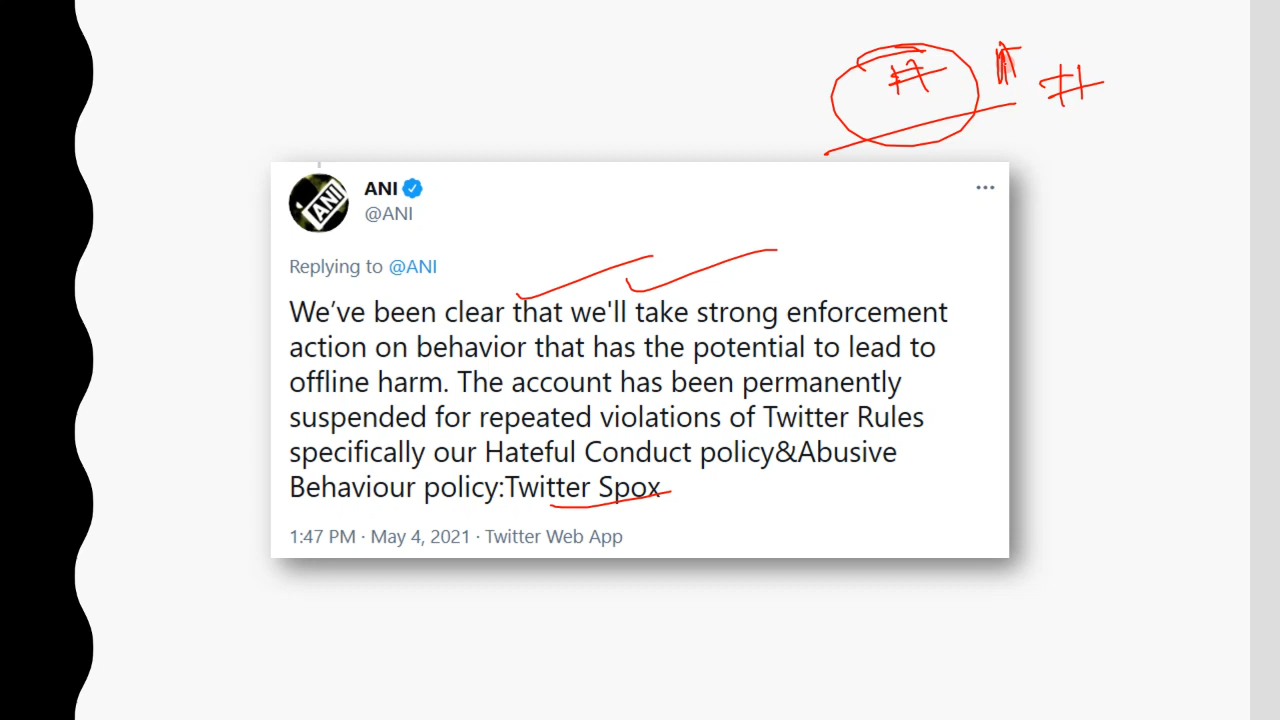 # #
ANI
ANI
@ANI
Replying to @ANI
We’ve been clear that we'll take strong enforcement
action on behavior that has the potential to lead to
offline harm. The account has been permanently
suspended for repeated violations of Twitter Rules
specifically our Hateful Conduct policy&Abusive
Behaviour policy:Twitter Spox
1:47 PM · May 4, 2021 · Twitter Web App